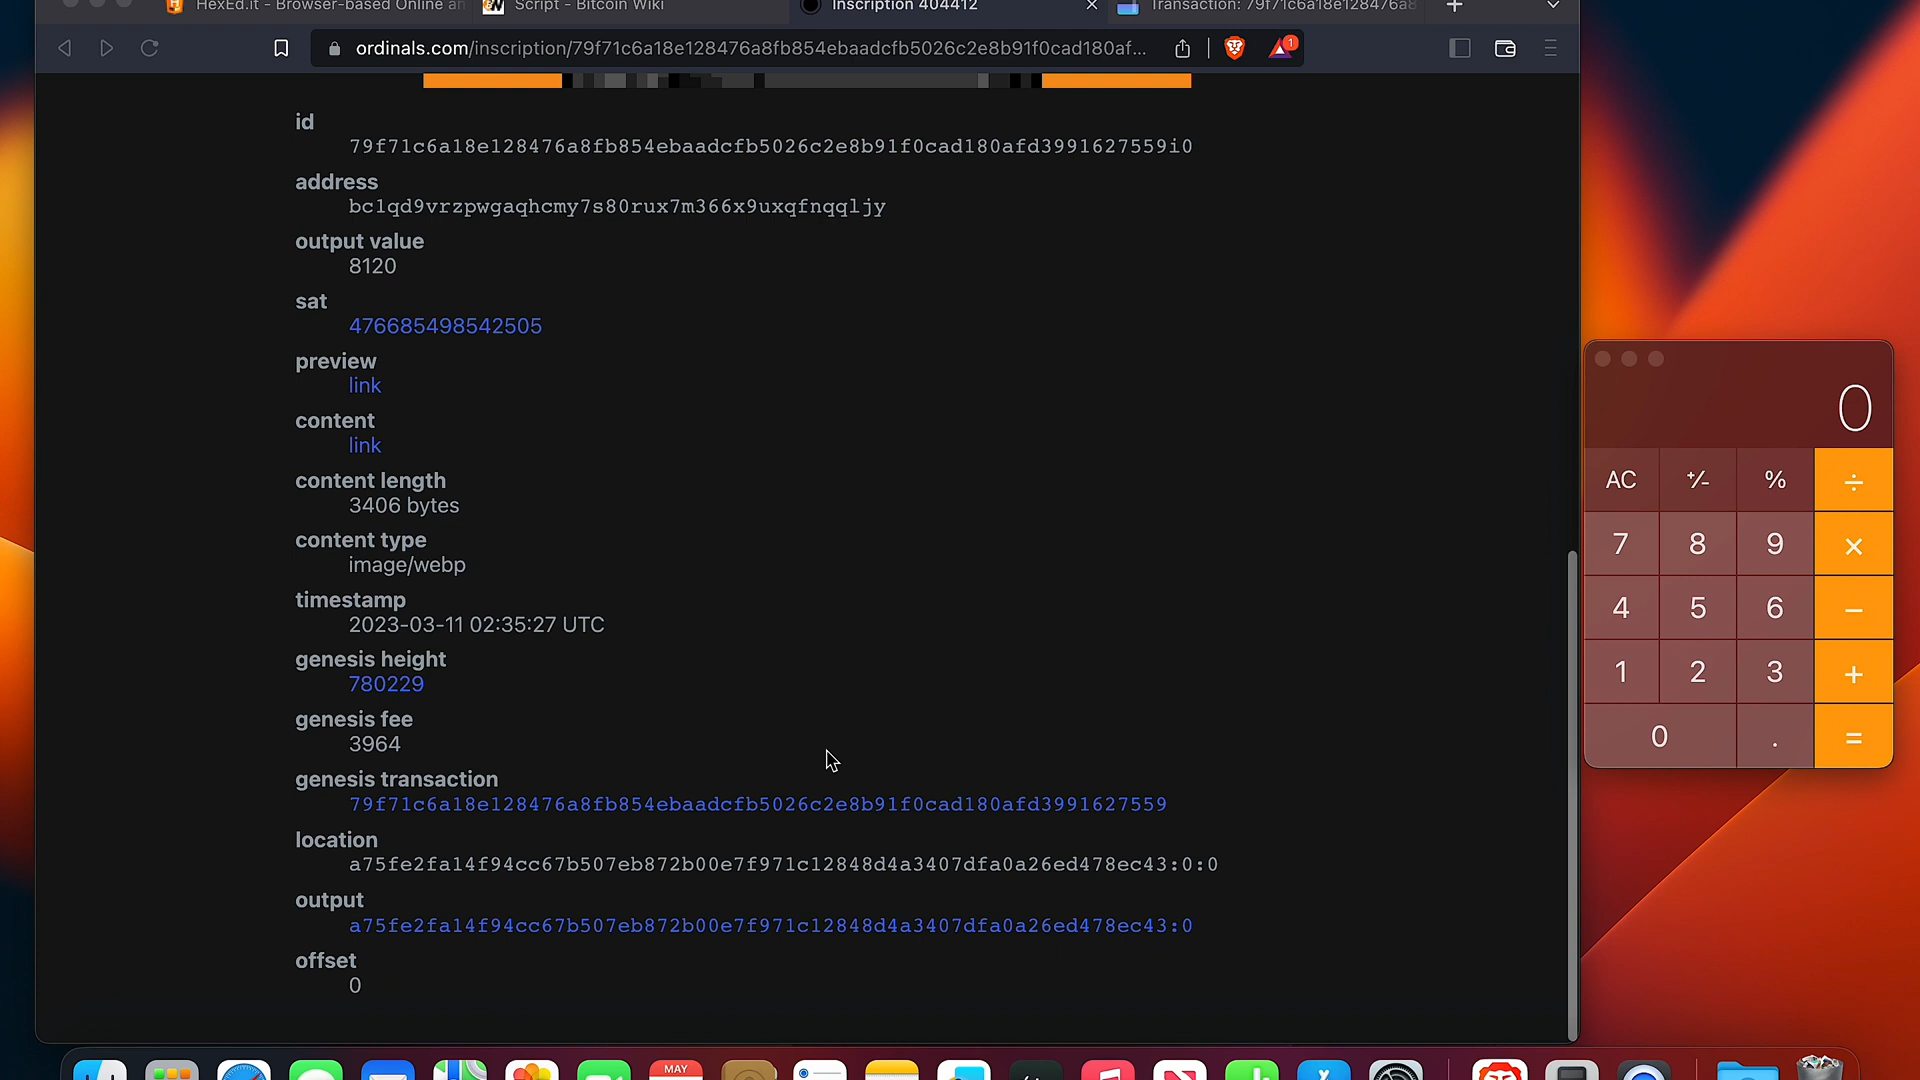 HexEd.it - Browser-based Online an
Script - Bitcoin Wiki
Inscription 404412
Transaction: 79f71c6a18e128476a8
ordinals.com/inscription/79f71c6a18e128476a8fb854ebaadcfb5026c2e8b91f0cad180af...
1
id
79f71c6a18e128476a8fb854ebaadcfb5026c2e8b91f0cad180afd3991627559i0
address
bc1qd9vrzpwgaqhcmy7s80rux7m366x9uxqfnqqljy
output value
8120
sat
476685498542505
preview
link
content
link
content length
3406 bytes
content type
image/webp
timestamp
2023-03-11 02:35:27 UTC
genesis height
780229
genesis fee
3964
genesis transaction
79f71c6a18e128476a8fb854ebaadcfb5026c2e8b91f0cad180afd3991627559
location
a75fe2fa14f94cc67b507eb872b00e7f971c12848d4a3407dfa0a26ed478ec43:0:0
output
a75fe2fa14f94cc67b507eb872b00e7f971c12848d4a3407dfa0a26ed478ec43:0
offset
0
0
AC +/- % ÷
7 8 9 ×
4 5 6 −
1 2 3 +
0 . =
MAY